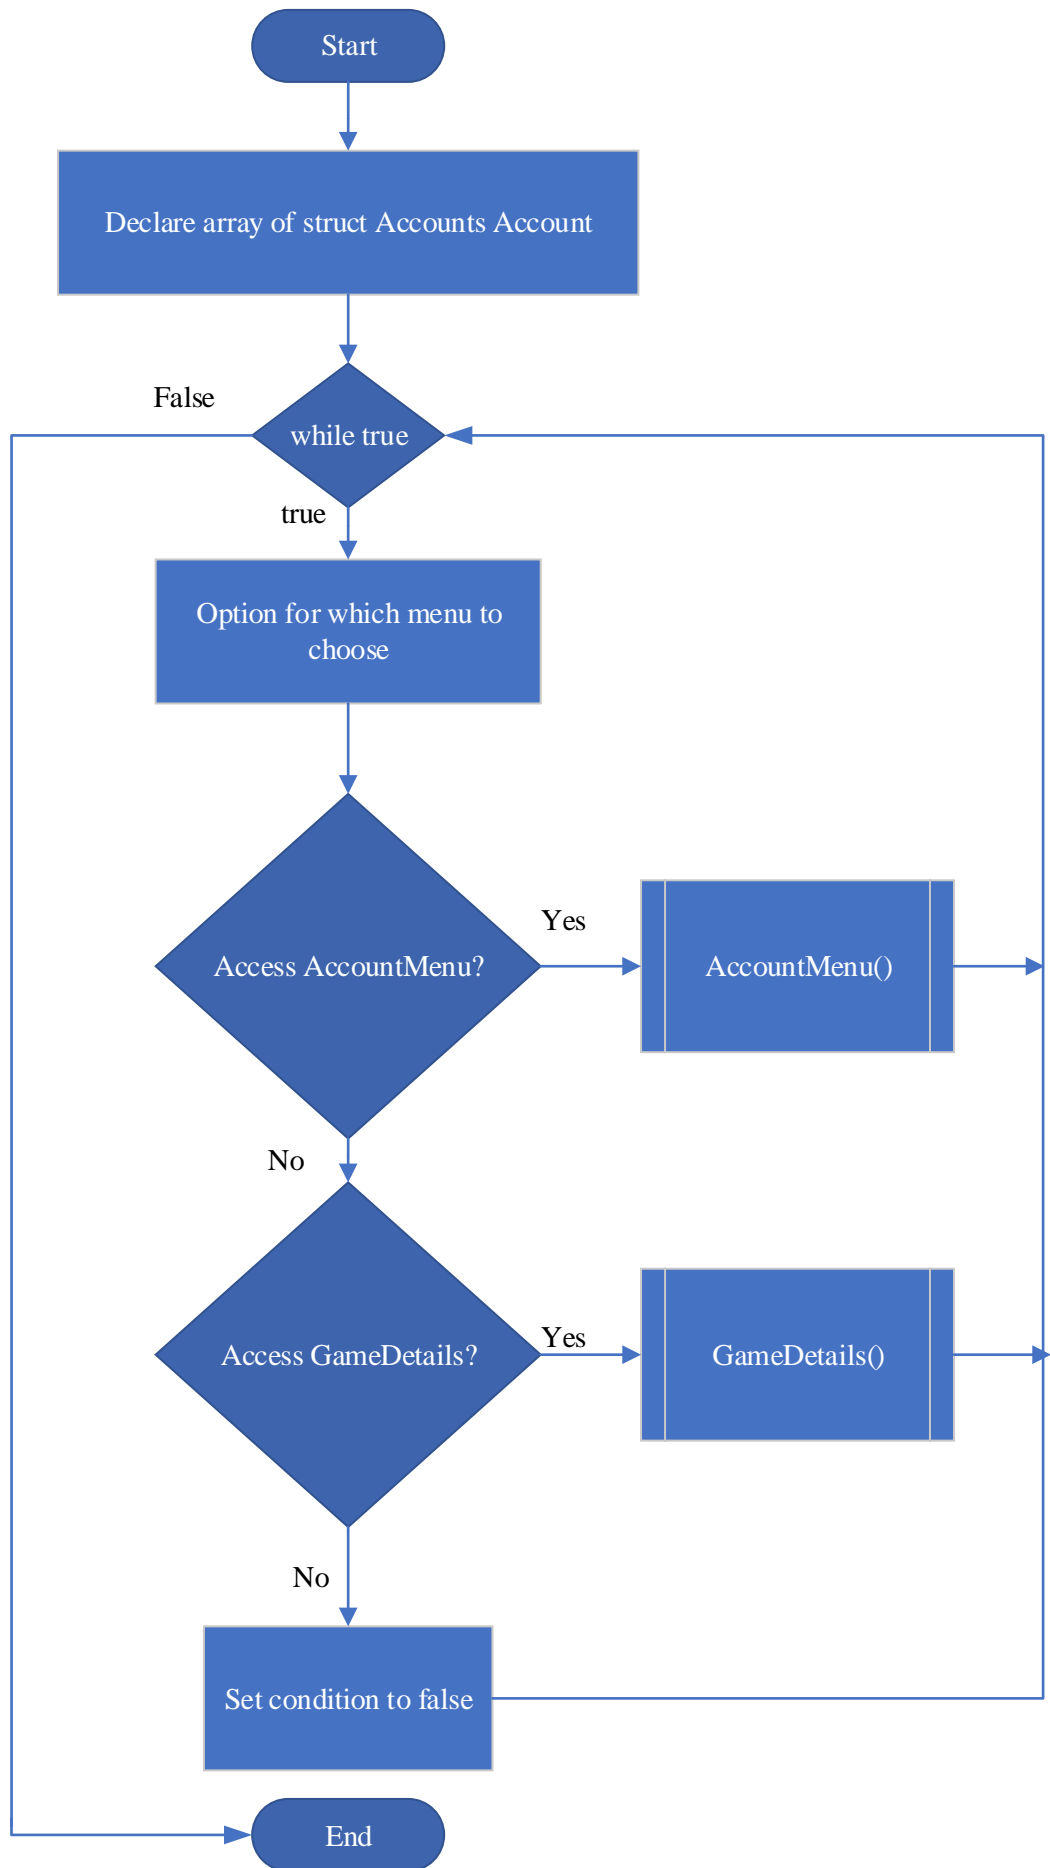 Start
Declare array of struct Accounts Account
False
while true
true
Option for which menu to
choose
Access AccountMenu?
Yes
AccountMenu()
No
Access GameDetails?
Yes
GameDetails()
No
Set condition to false
End